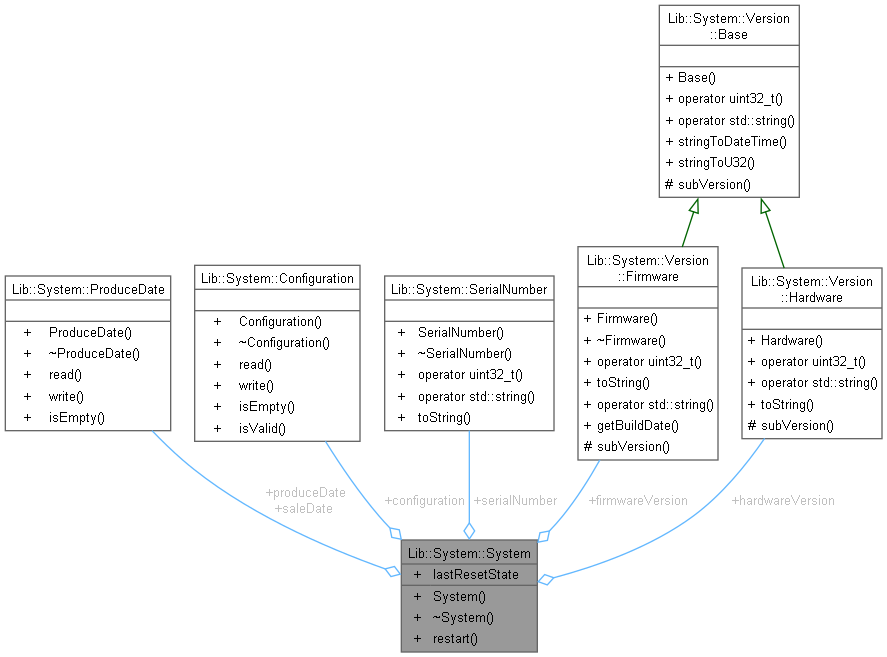 Lib::System::Version
::Base
+ Base()
+ operator uint32_t()
+ operator std::string()
+ stringToDateTime()
+ stringToU32()
# subVersion()
Lib::System::ProduceDate
+ ProduceDate()
+ ~ProduceDate()
+ read()
+ write()
+ isEmpty()
Lib::System::Configuration
+ Configuration()
+ ~Configuration()
+ read()
+ write()
+ isEmpty()
+ isValid()
Lib::System::SerialNumber
+ SerialNumber()
+ ~SerialNumber()
+ operator uint32_t()
+ operator std::string()
+ toString()
Lib::System::Version
::Firmware
+ Firmware()
+ ~Firmware()
+ operator uint32_t()
+ toString()
+ operator std::string()
+ getBuildDate()
# subVersion()
Lib::System::Version
::Hardware
+ Hardware()
+ operator uint32_t()
+ operator std::string()
+ toString()
# subVersion()
+produceDate
+saleDate
+configuration
+serialNumber
+firmwareVersion
+hardwareVersion
Lib::System::System
+ lastResetState
+ System()
+ ~System()
+ restart()